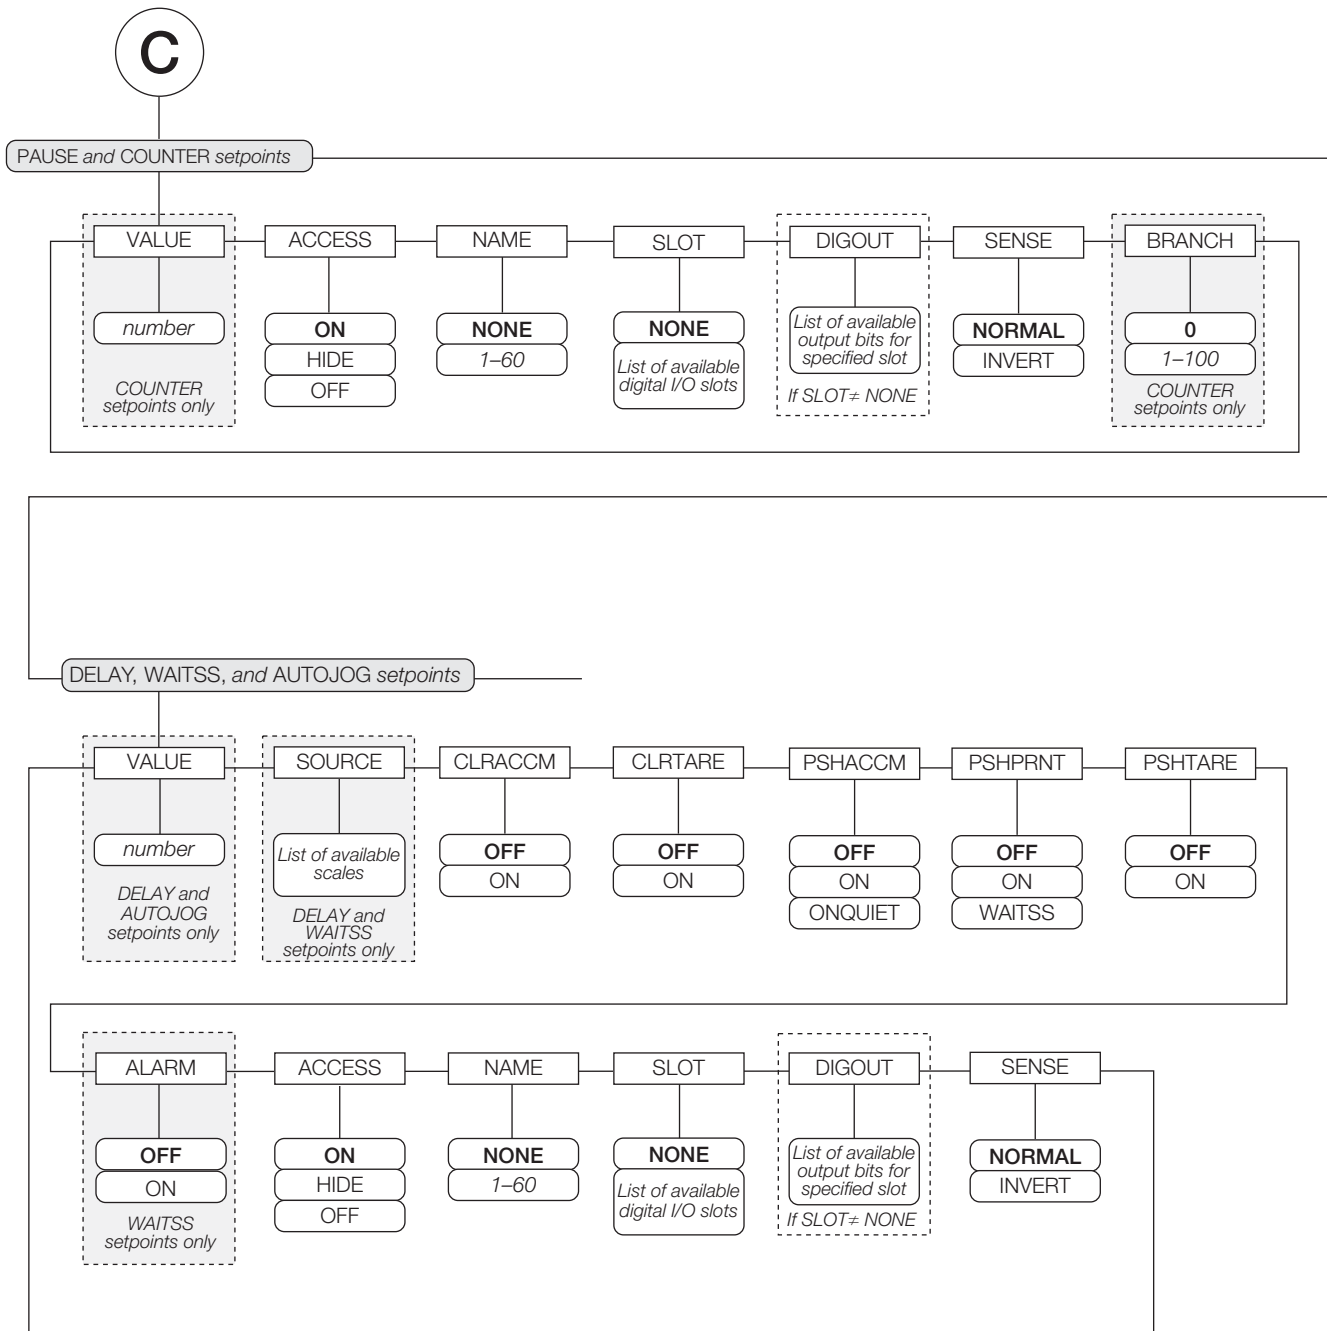 C
PAUSE and COUNTER setpoints
VALUE
ACCESS
NAME
SLOT
DIGOUT
SENSE
BRANCH
number
COUNTER
setpoints only
ON
HIDE
OFF
NONE
1–60
NONE
List of available
digital I/O slots
List of available
output bits for
specified slot
If SLOT≠ NONE
NORMAL
INVERT
0
1–100
COUNTER
setpoints only
DELAY, WAITSS, and AUTOJOG setpoints
VALUE
SOURCE
CLRACCM
CLRTARE
PSHACCM
PSHPRNT
PSHTARE
number
DELAY and
AUTOJOG
setpoints only
List of available
scales
DELAY and
WAITSS
setpoints only
OFF
ON
OFF
ON
OFF
ON
ONQUIET
OFF
ON
WAITSS
OFF
ON
ALARM
ACCESS
NAME
SLOT
DIGOUT
SENSE
OFF
ON
WAITSS
setpoints only
ON
HIDE
OFF
NONE
1–60
NONE
List of available
digital I/O slots
List of available
output bits for
specified slot
If SLOT≠ NONE
NORMAL
INVERT